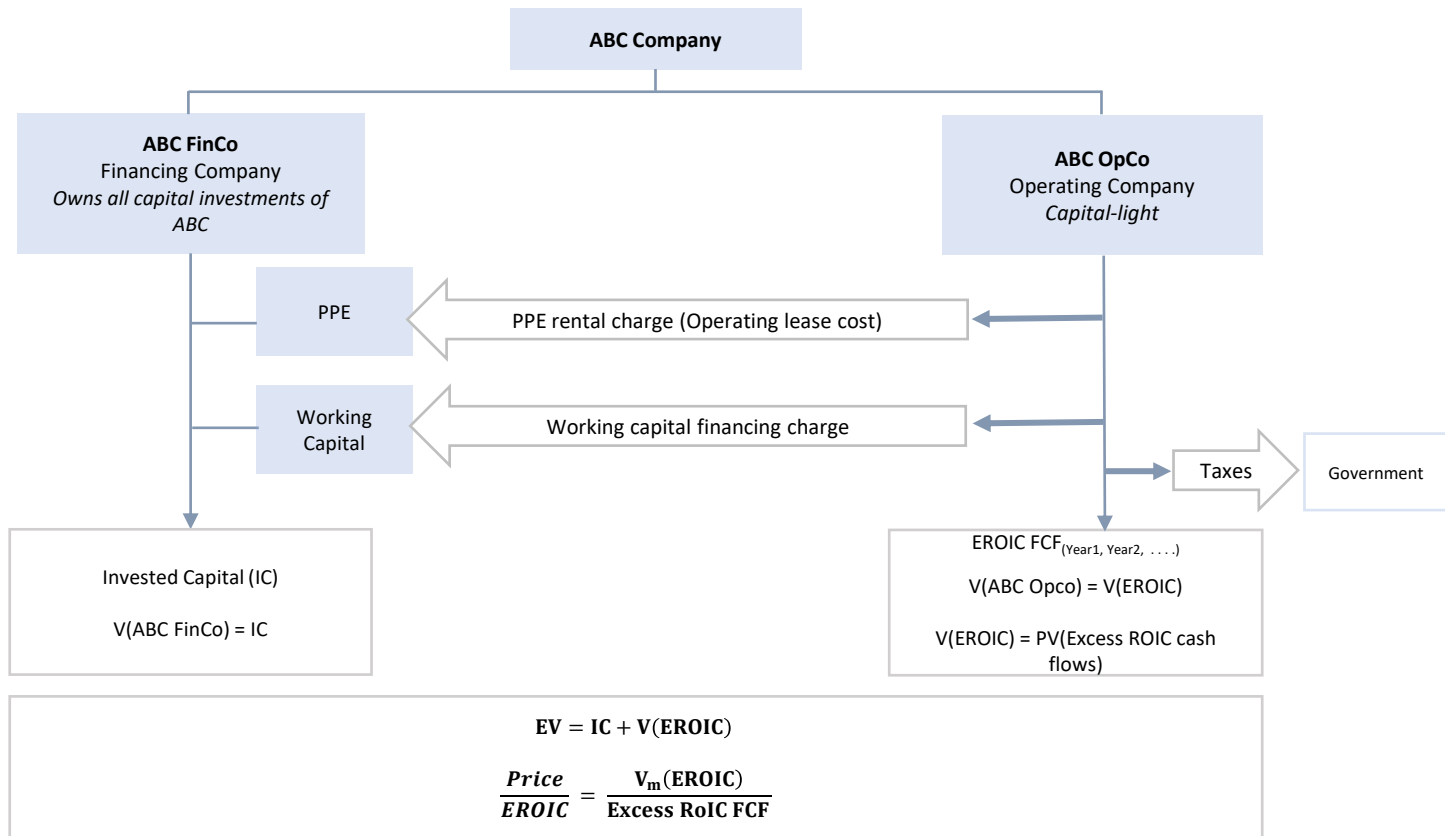 ABC Company
ABC FinCo
Financing Company
Owns all capital investments of
ABC
ABC OpCo
Operating Company
Capital-light
PPE
PPE rental charge (Operating lease cost)
Working
Capital
Working capital financing charge
Taxes
Government
Invested Capital (IC)
V(ABC FinCo) = IC
EROIC FCF(Year1, Year2, . . . .)
V(ABC Opco) = V(EROIC)
V(EROIC) = PV(Excess ROIC cash
flows)
EV = IC + V(EROIC)
Price / EROIC = Vm(EROIC) / Excess RoIC FCF